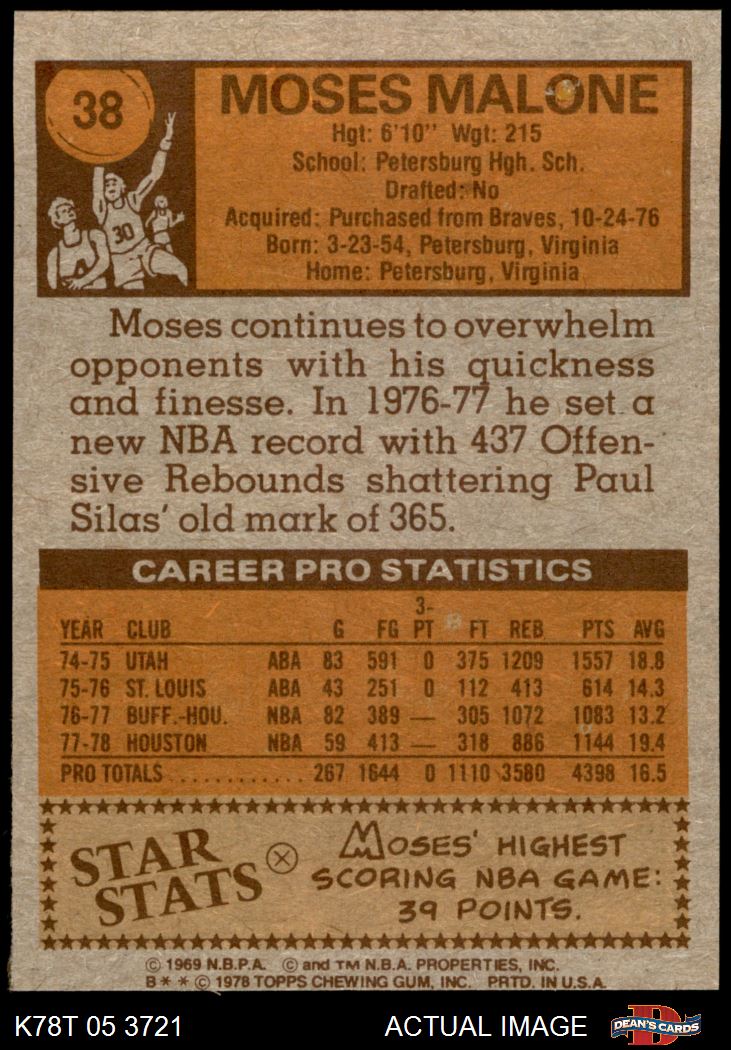 38
MOSES MALONE
Hgt: 6'10" Wgt: 215
School: Petersburg Hgh. Sch.
Drafted: No
Acquired: Purchased from Braves, 10-24-76
Born: 3-23-54, Petersburg, Virginia
Home: Petersburg, Virginia
30
Moses continues to overwhelm
opponents with his quickness
and finesse. In 1976-77 he set a
new NBA record with 437 Offen-
sive Rebounds shattering Paul
Silas' old mark of 365.
CAREER PRO STATISTICS
YEAR CLUB G FG 3-PT FT REB PTS AVG
74-75 UTAH ABA 83 591 0 375 1209 1557 18.8
75-76 ST. LOUIS ABA 43 251 0 112 413 614 14.3
76-77 BUFF.-HOU. NBA 82 389 — 305 1072 1083 13.2
77-78 HOUSTON NBA 59 413 — 318 886 1144 19.4
PRO TOTALS............ 267 1644 0 1110 3580 4398 16.5
STAR
STATS
MOSES' HIGHEST
SCORING NBA GAME:
39 POINTS.
© 1969 N.B.P.A. © and TM N.B.A. PROPERTIES, INC.
B * * © 1978 TOPPS CHEWING GUM, INC. PRTD. IN U.S.A.
K78T 05 3721 ACTUAL IMAGE
D
DEAN'S CARDS